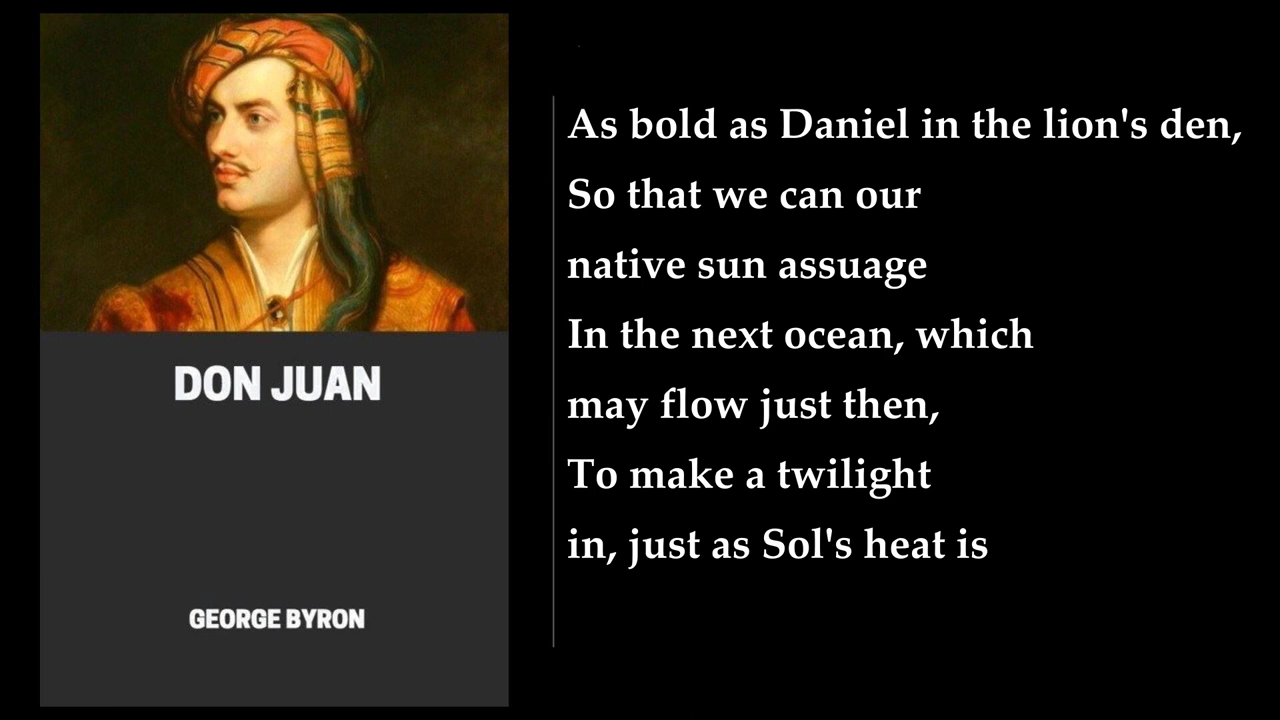 DON JUAN
GEORGE BYRON
As bold as Daniel in the lion's den,
So that we can our
native sun assuage
In the next ocean, which
may flow just then,
To make a twilight
in, just as Sol's heat is